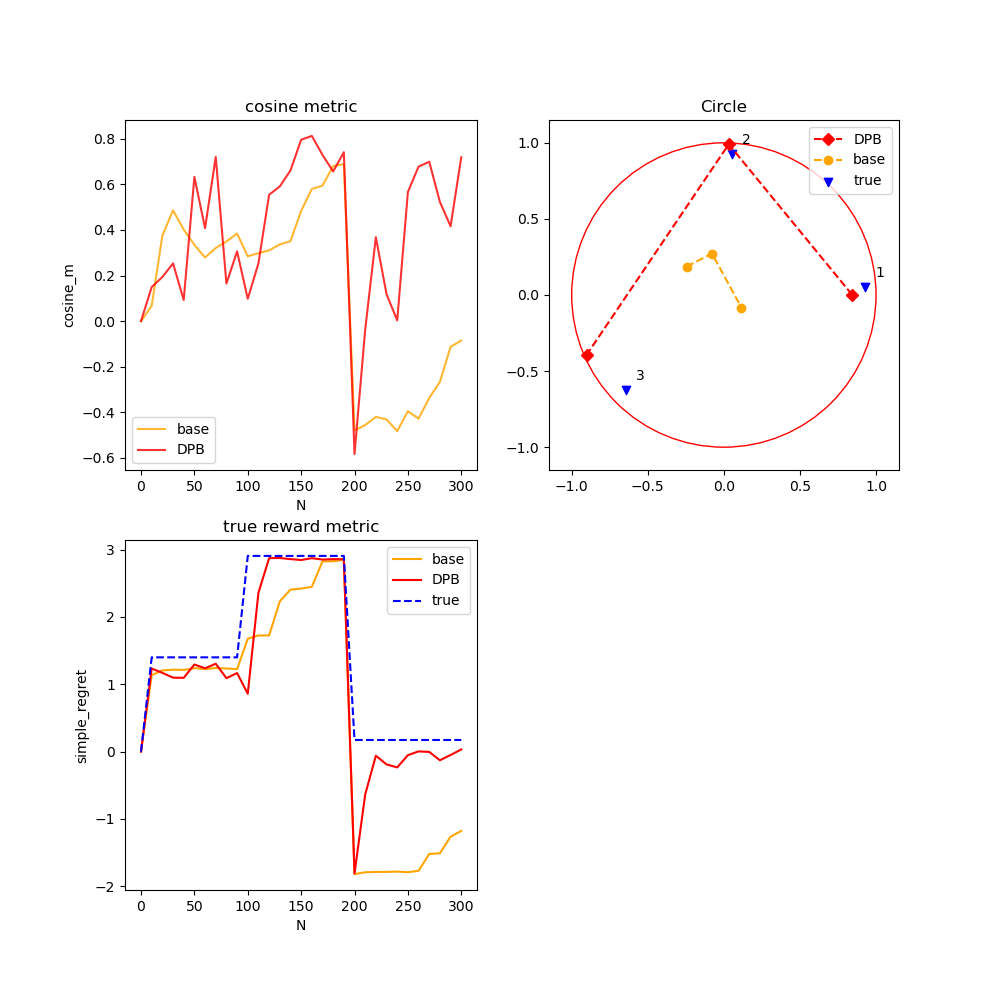 cosine metric
cosine_m
0.8
0.6
0.4
0.2
0.0
−0.2
−0.4
−0.6
base
DPB
0 50 100 150 200 250 300
N
Circle
1.0
0.5
0.0
−0.5
−1.0
DPB
base
true
2
1
3
−1.0 −0.5 0.0 0.5 1.0
true reward metric
simple_regret
3
2
1
0
−1
−2
base
DPB
true
0 50 100 150 200 250 300
N